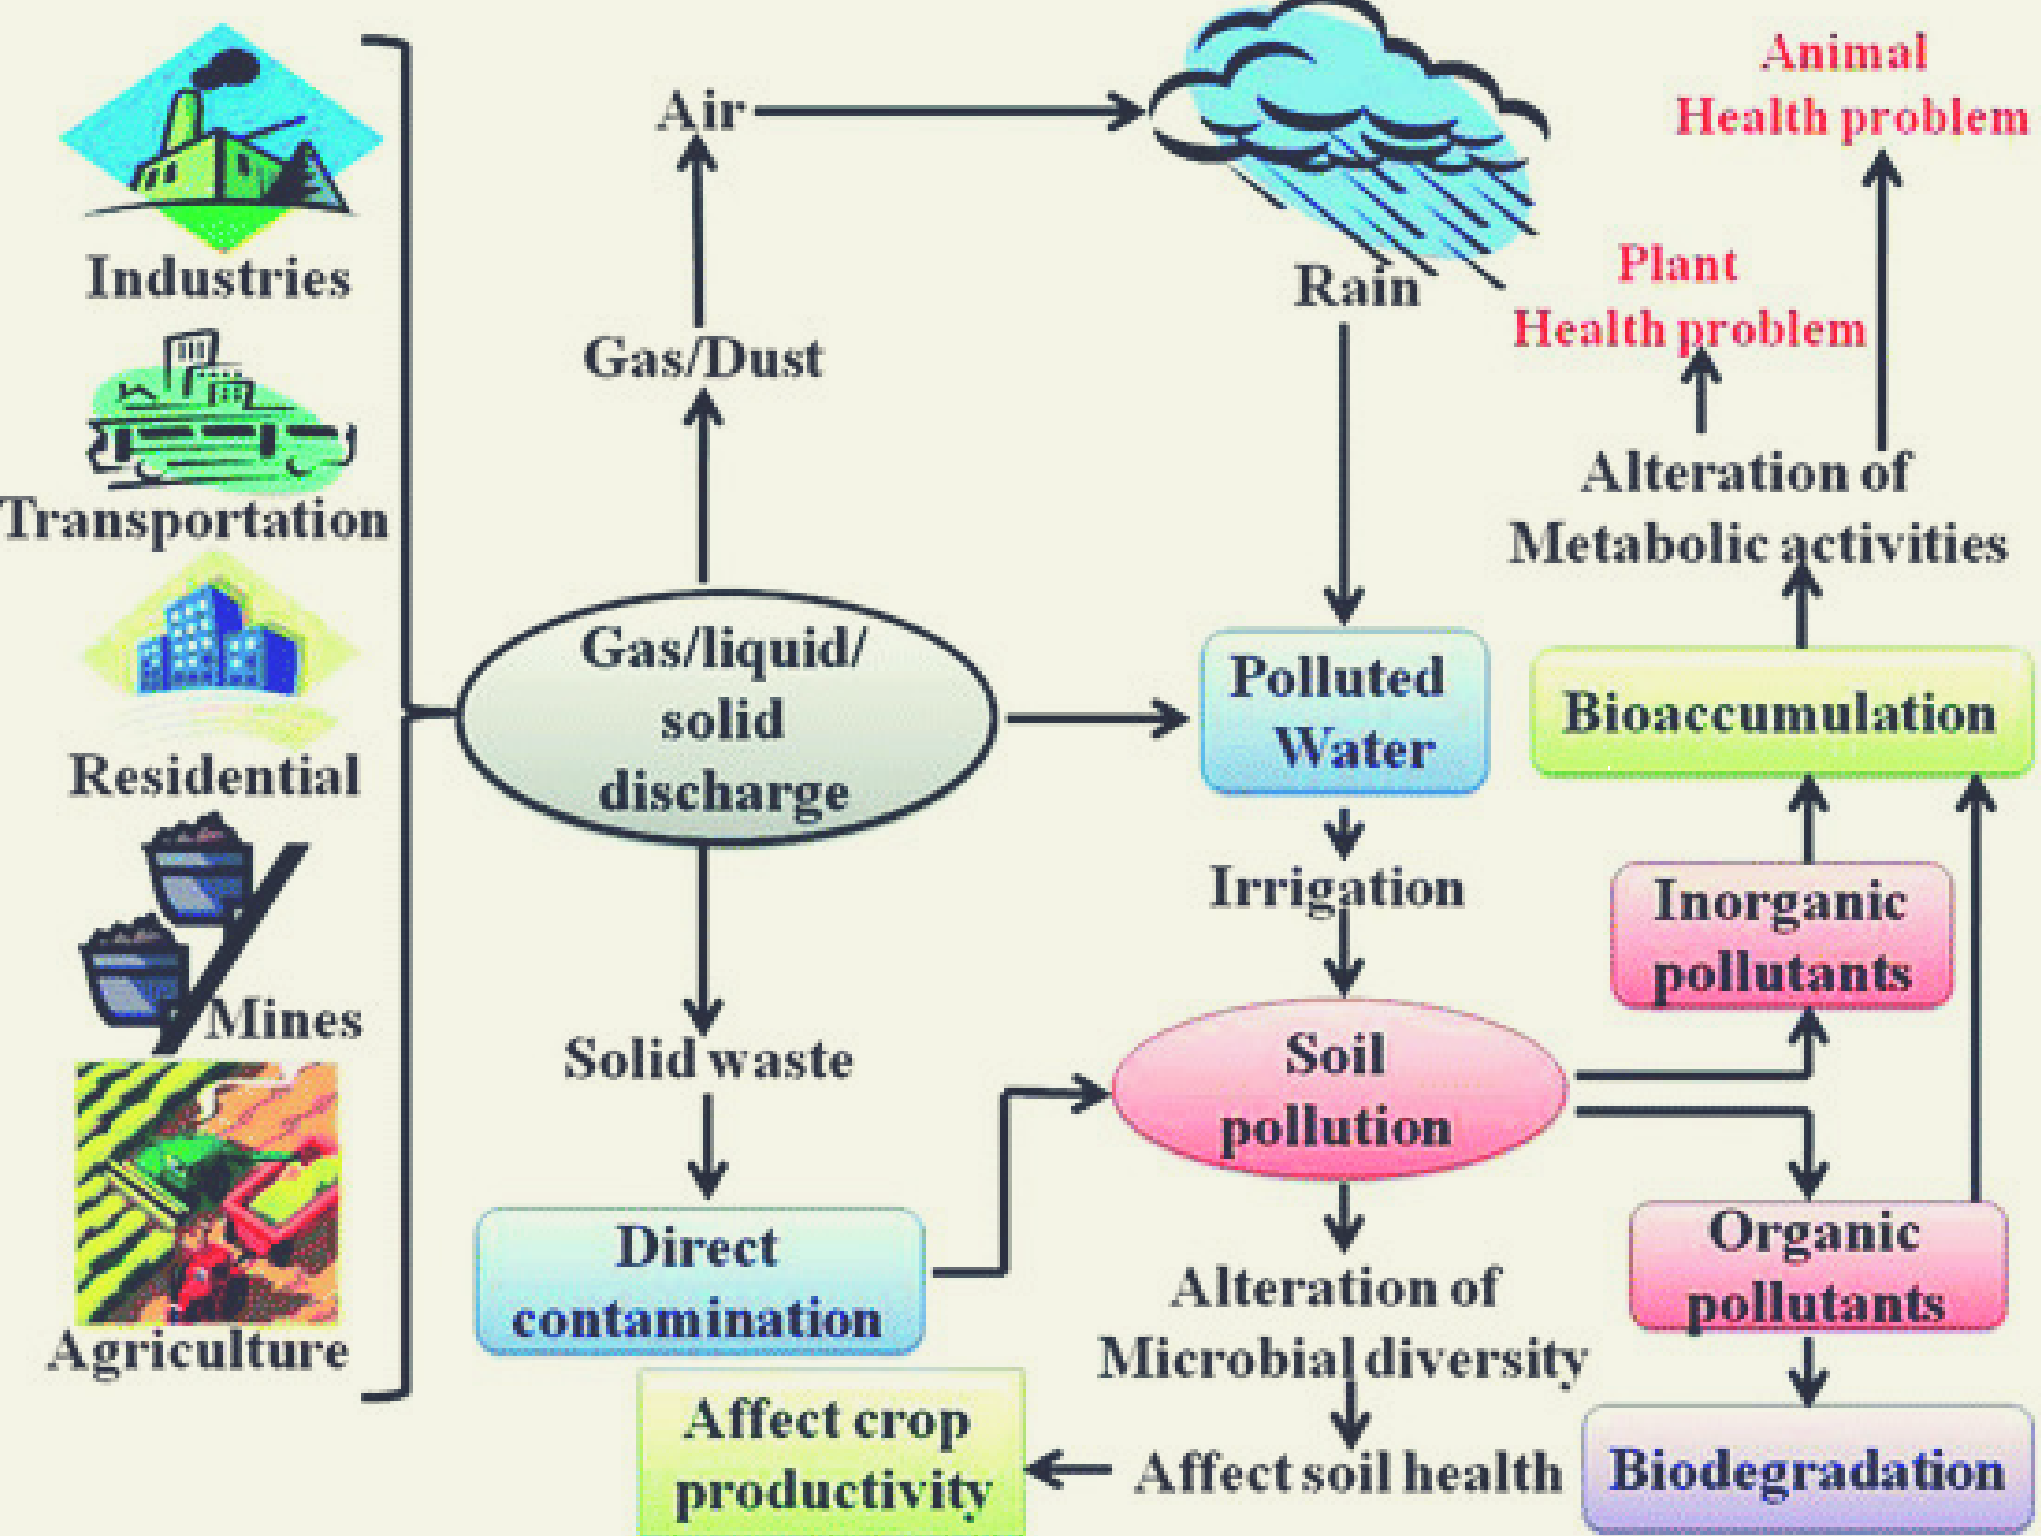 Industries
Transportation
Residential
Mines
Agriculture
Air
Gas/Dust
Gas/liquid/
solid
discharge
Solid waste
Direct
contamination
Affect crop
productivity
Rain
Polluted
Water
Irrigation
Soil
pollution
Alteration of
Microbial diversity
Affect soil health
Animal
Health problem
Plant
Health problem
Alteration of
Metabolic activities
Bioaccumulation
Inorganic
pollutants
Organic
pollutants
Biodegradation